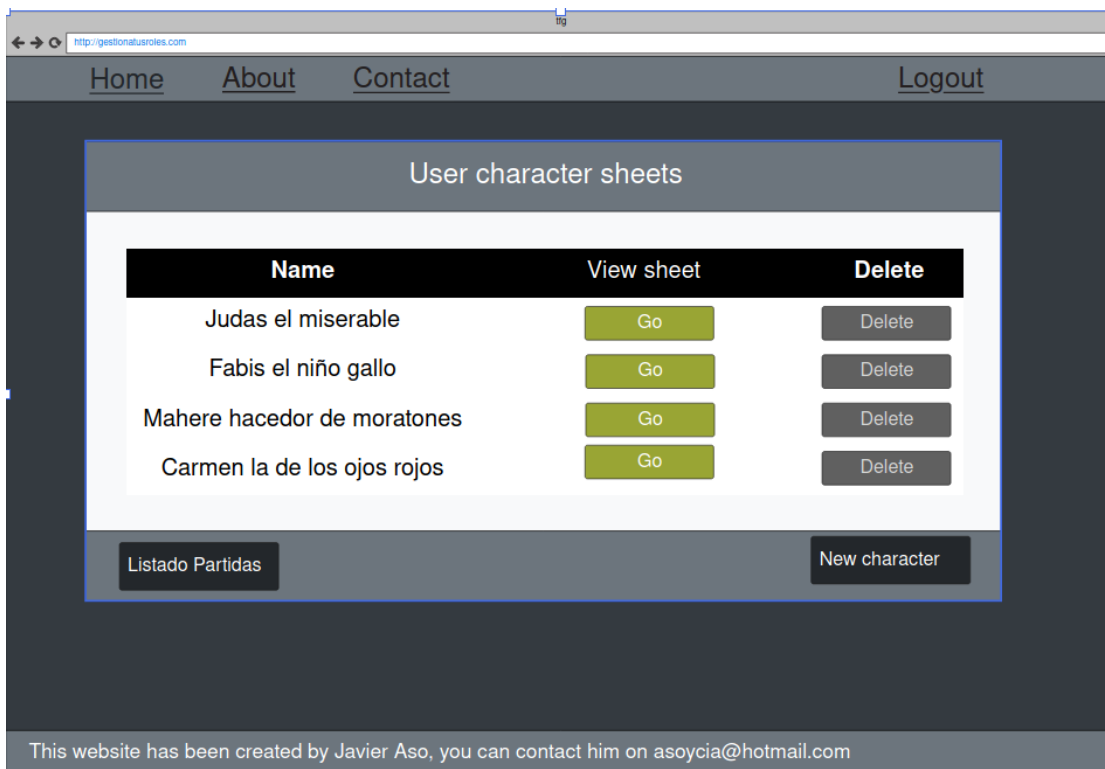 tfg
http://gestionatusroles.com
Home About Contact Logout
User character sheets
Name View sheet Delete
Judas el miserable Go Delete
Fabis el niño gallo Go Delete
Mahere hacedor de moratones Go Delete
Carmen la de los ojos rojos Go Delete
Listado Partidas New character
This website has been created by Javier Aso, you can contact him on asoycia@hotmail.com